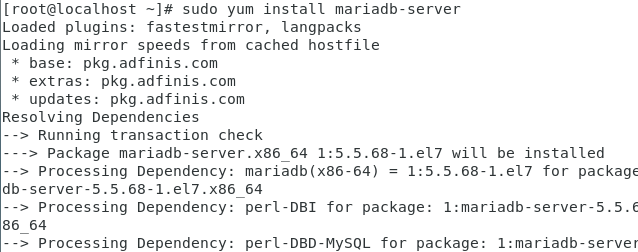 [root@localhost ~]# sudo yum install mariadb-server
Loaded plugins: fastestmirror, langpacks
Loading mirror speeds from cached hostfile
 * base: pkg.adfinis.com
 * extras: pkg.adfinis.com
 * updates: pkg.adfinis.com
Resolving Dependencies
--> Running transaction check
---> Package mariadb-server.x86_64 1:5.5.68-1.el7 will be installed
--> Processing Dependency: mariadb(x86-64) = 1:5.5.68-1.el7 for package
db-server-5.5.68-1.el7.x86_64
--> Processing Dependency: perl-DBI for package: 1:mariadb-server-5.5.6
86_64
--> Processing Dependency: perl-DBD-MySQL for package: 1:mariadb-server